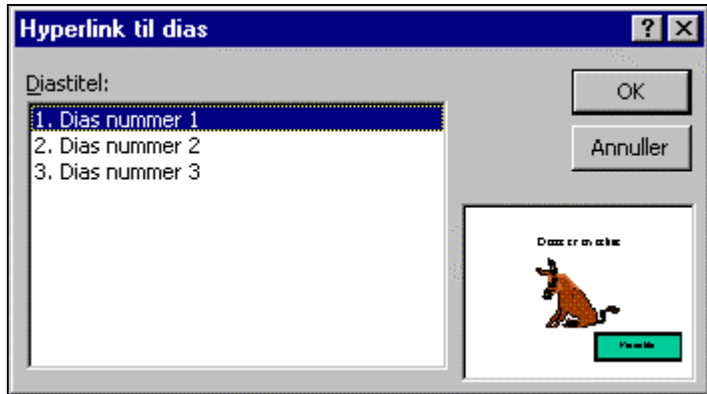 Hyperlink til dias
Diastitel:
1. Dias nummer 1
2. Dias nummer 2
3. Dias nummer 3
OK
Annuller